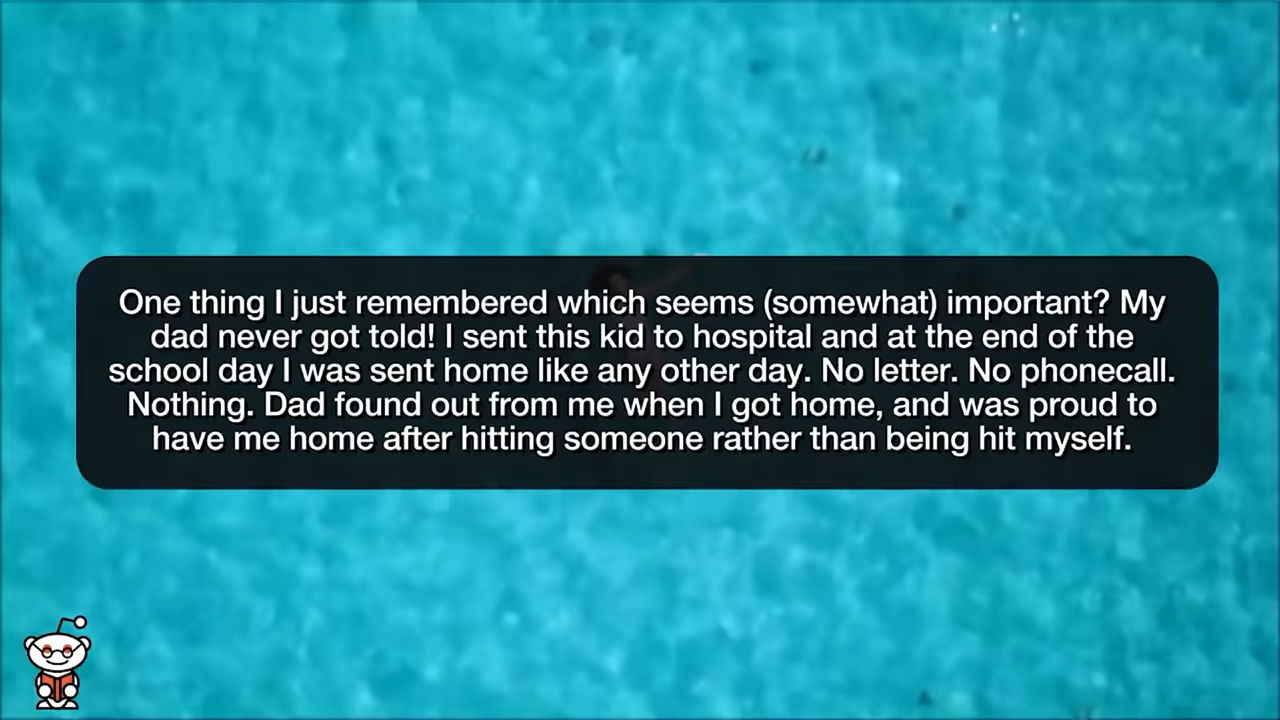 One thing I just remembered which seems (somewhat) important? My
dad never got told! I sent this kid to hospital and at the end of the
school day I was sent home like any other day. No letter. No phonecall.
Nothing. Dad found out from me when I got home, and was proud to
have me home after hitting someone rather than being hit myself.